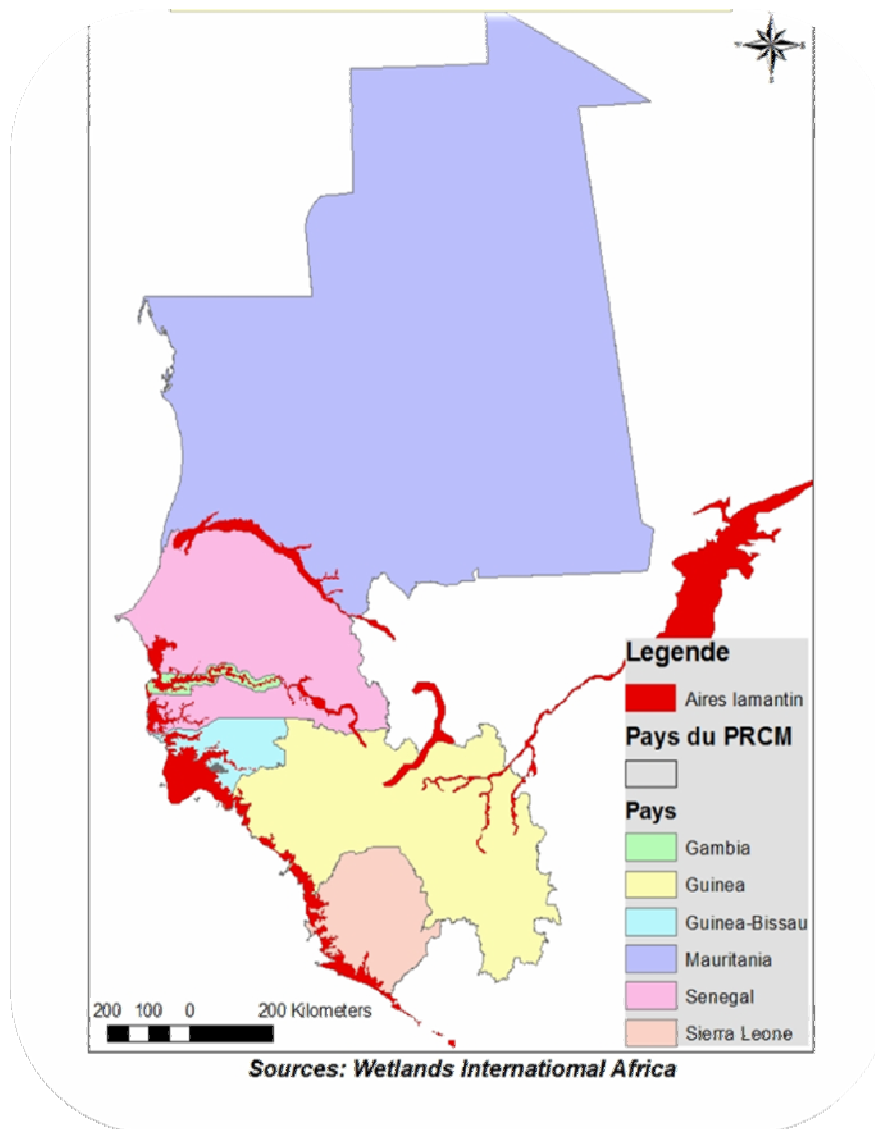 Legende
Aires lamantin
Pays du PRCM
Pays
Gambia
Guinea
Guinea-Bissau
Mauritania
Senegal
Sierra Leone
200 100 0 200 Kilometers
Sources: Wetlands Internatiomal Africa